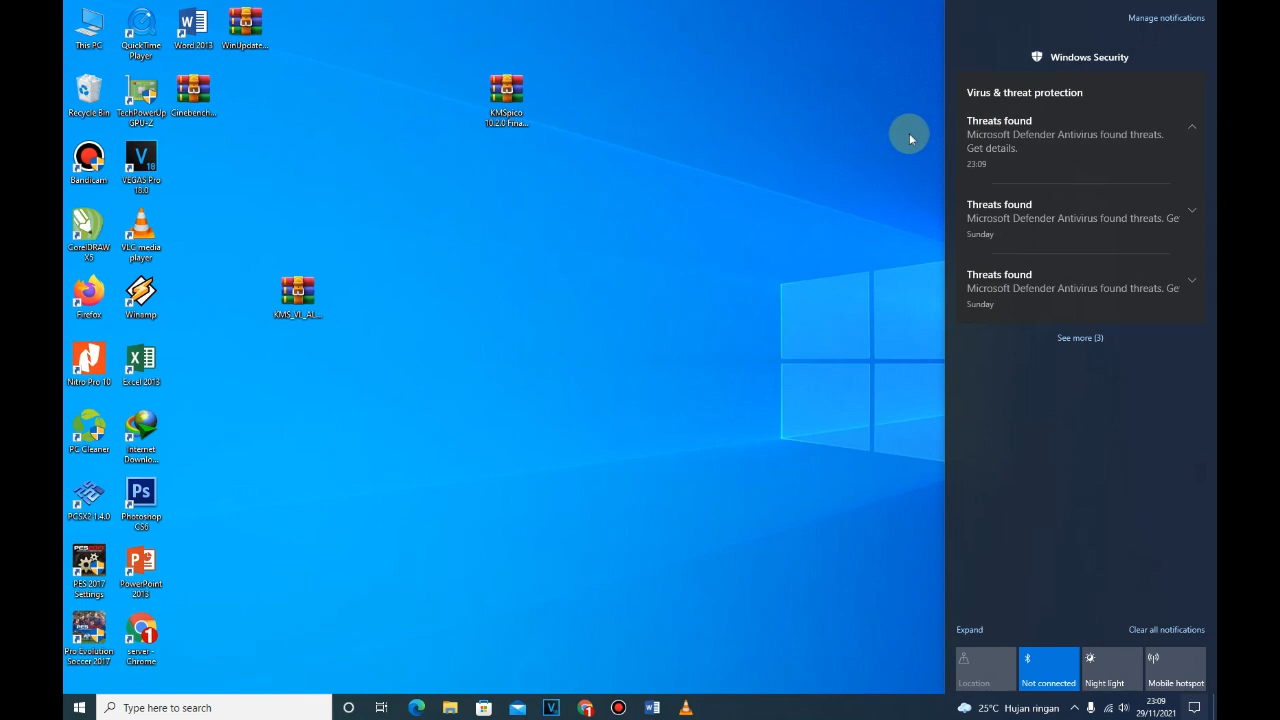 This PC
QuickTime
Player
Word 2013
WinUpdate...
Recycle Bin
TechPowerUp
GPU-Z
Cinebench...
KMSpico
10.2.0 Fina...
Bandicam
VEGAS Pro
18.0
CorelDRAW
X5
VLC media
player
Firefox
Winamp
KMS_VL_AL...
Nitro Pro 10
Excel 2013
PC Cleaner
Internet
Downlo...
PCSX2 1.4.0
Photoshop
CS6
PES 2017
Settings
PowerPoint
2013
Pro Evolution
Soccer 2017
server -
Chrome
Manage notifications
Windows Security
Virus & threat protection
Threats found
Microsoft Defender Antivirus found threats.
Get details.
23:09
Threats found
Microsoft Defender Antivirus found threats. Ge
Sunday
Threats found
Microsoft Defender Antivirus found threats. Ge
Sunday
See more (3)
Expand
Clear all notifications
Location
Not connected
Night light
Mobile hotspot
Type here to search
25°C Hujan ringan
23:09
29/11/2021